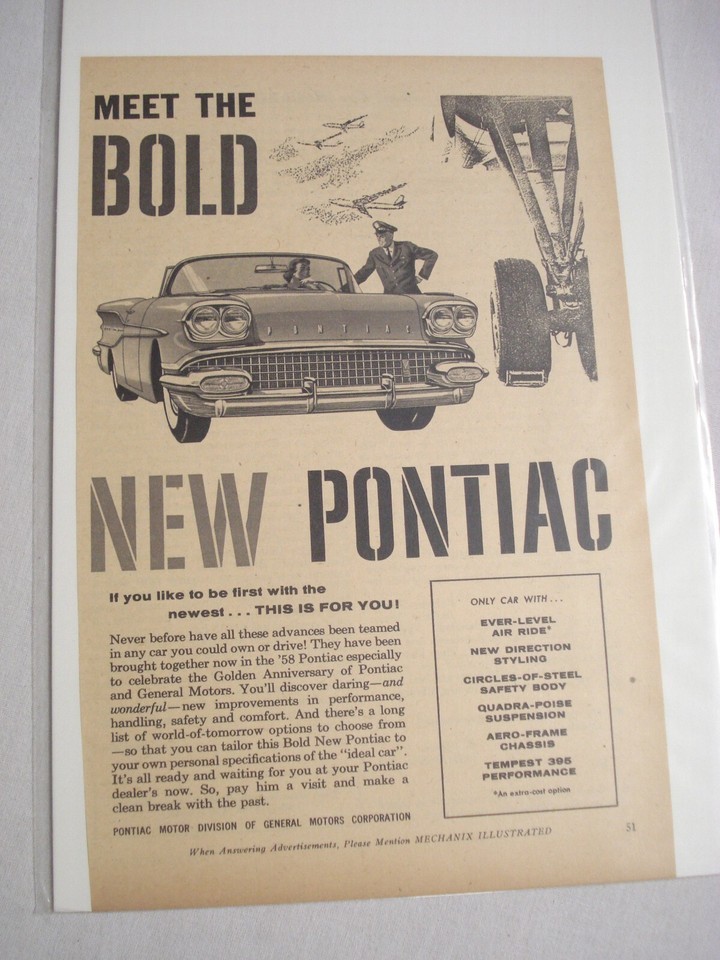 MEET THE
BOLD
PONTIAC
NEW PONTIAC
If you like to be first with the
newest . . . THIS IS FOR YOU!
Never before have all these advances been teamed
in any car you could own or drive! They have been
brought together now in the '58 Pontiac especially
to celebrate the Golden Anniversary of Pontiac
and General Motors. You'll discover daring—and
wonderful—new improvements in performance,
handling, safety and comfort. And there's a long
list of world-of-tomorrow options to choose from
—so that you can tailor this Bold New Pontiac to
your own personal specifications of the "ideal car".
It's all ready and waiting for you at your Pontiac
dealer's now. So, pay him a visit and make a
clean break with the past.
PONTIAC MOTOR DIVISION OF GENERAL MOTORS CORPORATION
ONLY CAR WITH . . .
EVER-LEVEL
AIR RIDE*
NEW DIRECTION
STYLING
CIRCLES-OF-STEEL
SAFETY BODY
QUADRA-POISE
SUSPENSION
AERO-FRAME
CHASSIS
TEMPEST 395
PERFORMANCE
*An extra-cost option
When Answering Advertisements, Please Mention MECHANIX ILLUSTRATED
51